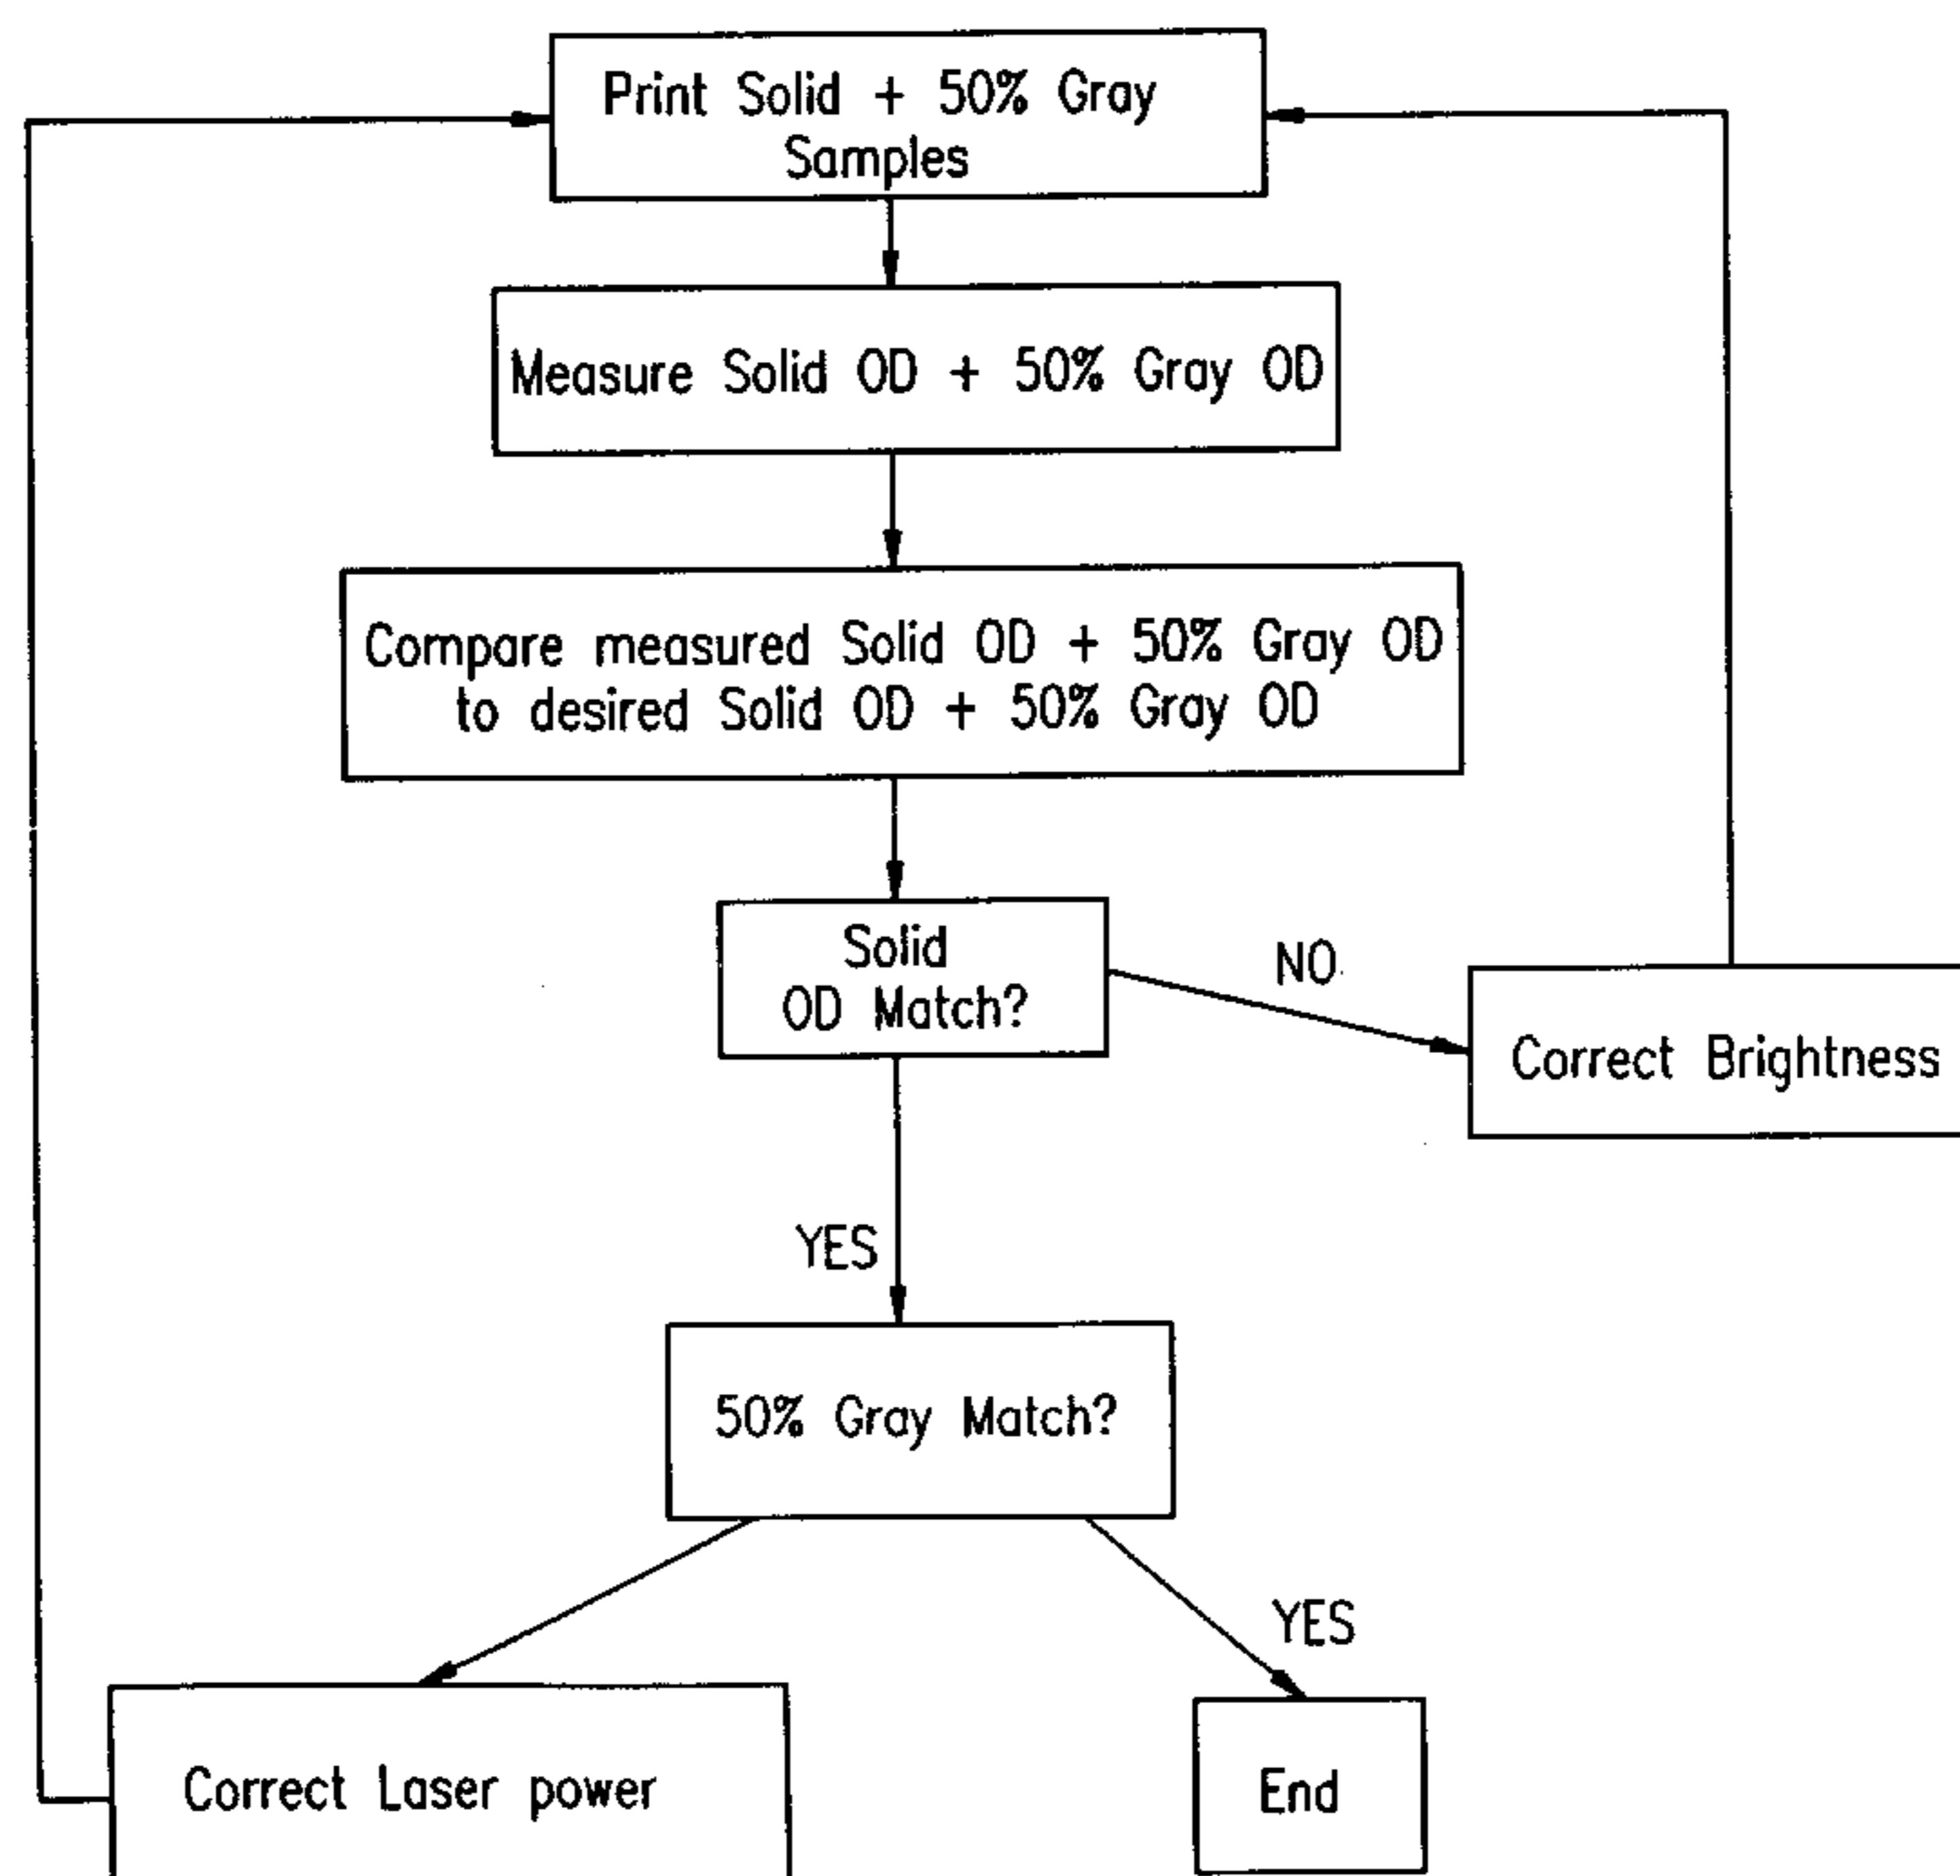 Print Solid + 50% Gray
Samples
Measure Solid OD + 50% Gray OD
Compare measured Solid OD + 50% Gray OD
to desired Solid OD + 50% Gray OD
Solid
OD Match?
NO
Correct Brightness
YES
50% Gray Match?
YES
Correct Laser power
End